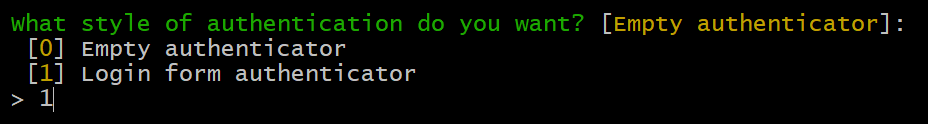 What style of authentication do you want? [Empty authenticator]:
[0] Empty authenticator
[1] Login form authenticator
> 1